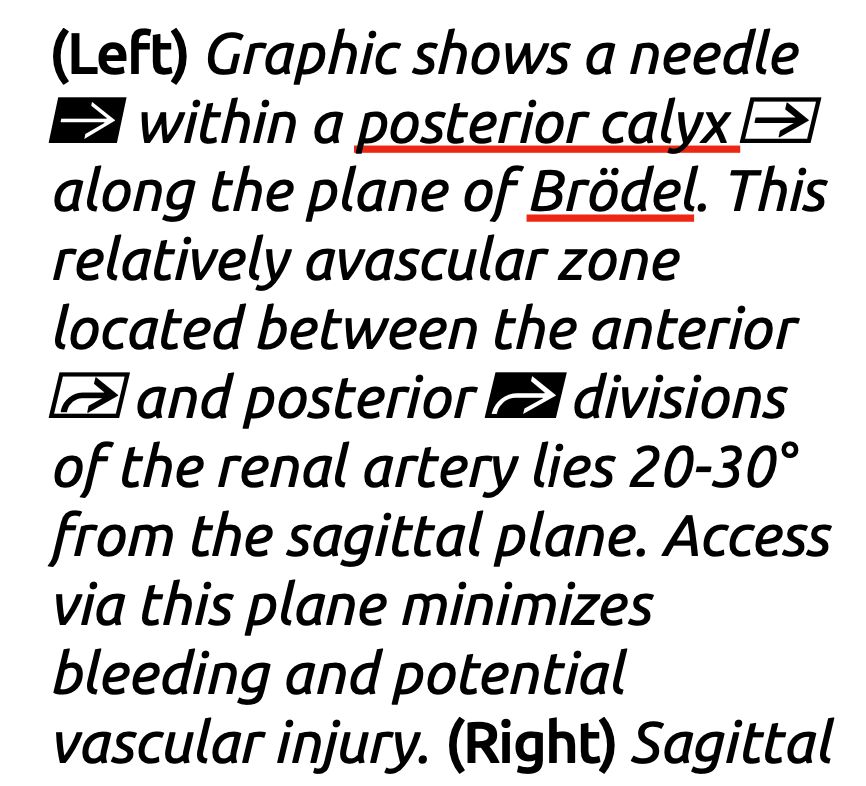 (Left) Graphic shows a needle
within a posterior calyx
along the plane of Brödel. This
relatively avascular zone
located between the anterior
and posterior divisions
of the renal artery lies 20-30°
from the sagittal plane. Access
via this plane minimizes
bleeding and potential
vascular injury. (Right) Sagittal